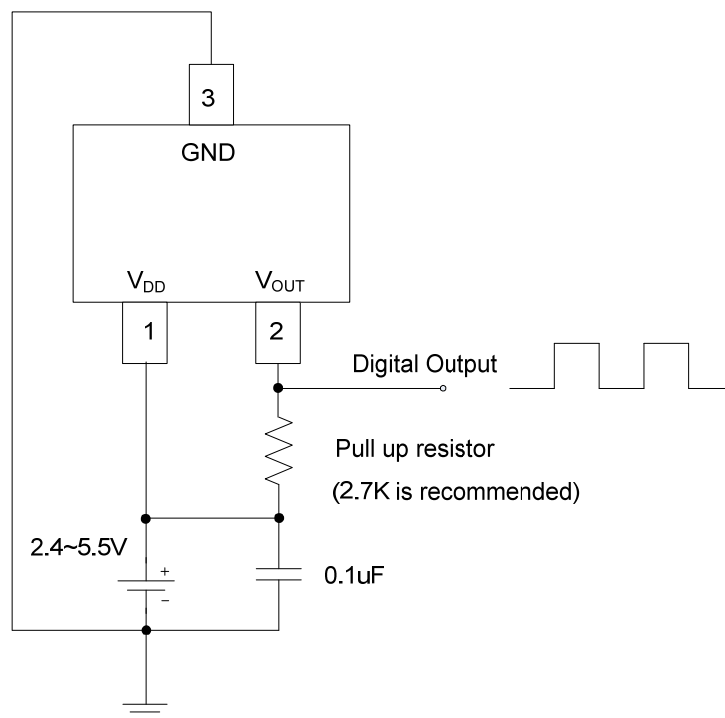 3
GND
VDD
VOUT
1
2
Digital Output
Pull up resistor
(2.7K is recommended)
2.4~5.5V
+
−
0.1uF